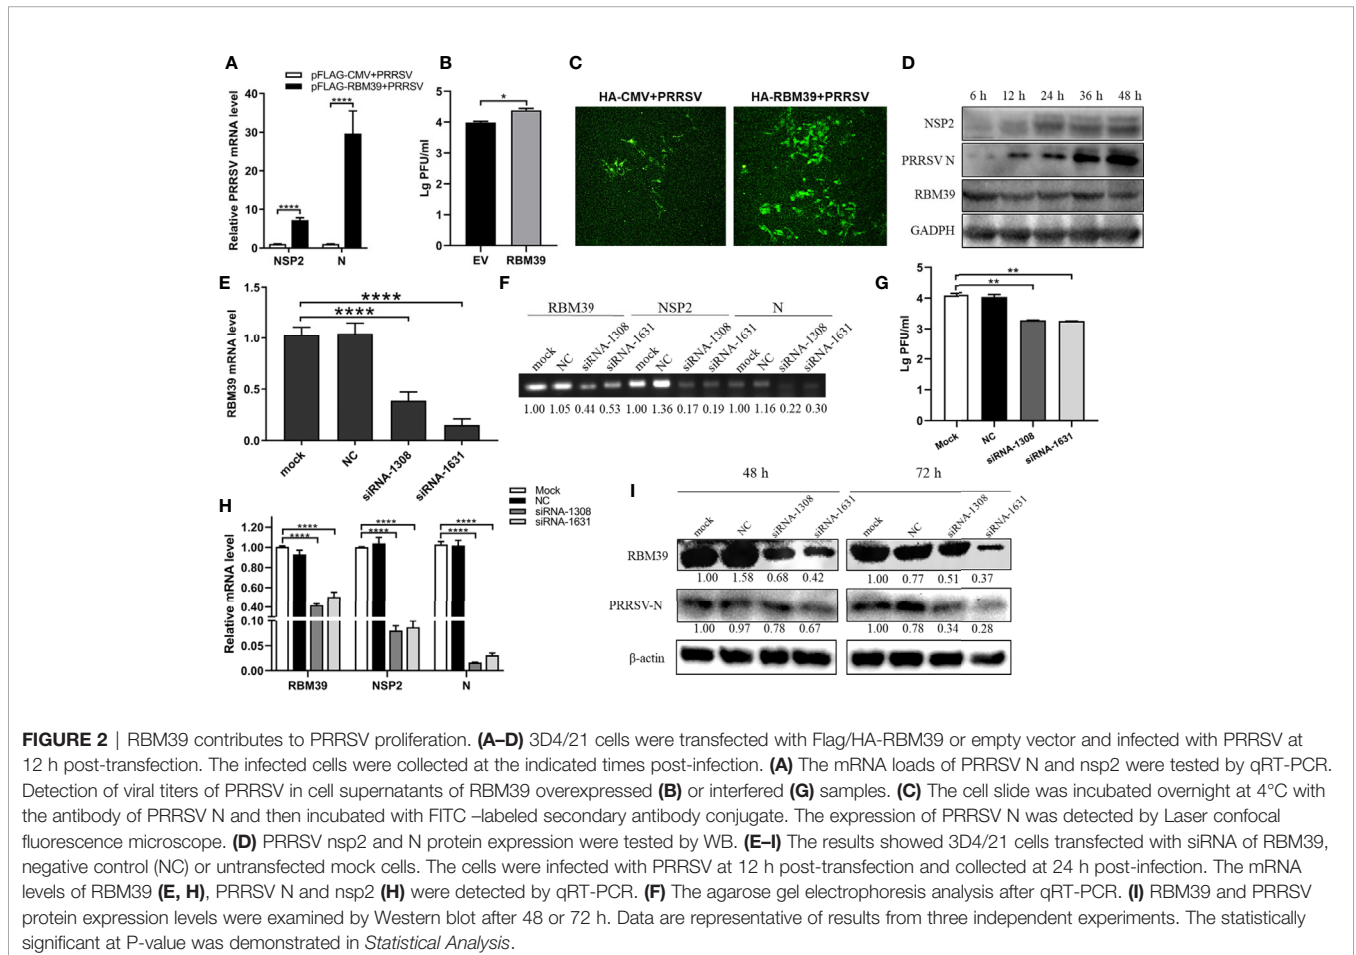 A
pFLAG-CMV+PRRSV
pFLAG-RBM39+PRRSV
Relative PRRSV mRNA level
40
30
20
10
0
****
****
NSP2 N
B
Lg PFU/ml
5
4
3
2
1
0
*
EV RBM39
C
HA-CMV+PRRSV HA-RBM39+PRRSV
D
6 h 12 h 24 h 36 h 48 h
NSP2
PRRSV N
RBM39
GADPH
E
RBM39 mRNA level
1.5
1.0
0.5
0.0
****
****
mock NC siRNA-1308 siRNA-1631
F
RBM39 NSP2 N
mock NC siRNA-1308 siRNA-1631 mock NC siRNA-1308 siRNA-1631 mock NC siRNA-1308 siRNA-1631
1.00 1.05 0.44 0.53 1.00 1.36 0.17 0.19 1.00 1.16 0.22 0.30
G
Lg PFU/ml
5
4
3
2
1
0
**
**
Mock NC siRNA-1308 siRNA-1631
H
Mock
NC
siRNA-1308
siRNA-1631
Relative mRNA level
1.20
1.00
0.80
0.60
0.40
0.10
0.05
0.00
**** **** ****
**** **** ****
RBM39 NSP2 N
I
48 h 72 h
mock NC siRNA-1308 siRNA-1631 mock NC siRNA-1308 siRNA-1631
RBM39
1.00 1.58 0.68 0.42 1.00 0.77 0.51 0.37
PRRSV-N
1.00 0.97 0.78 0.67 1.00 0.78 0.34 0.28
β-actin
FIGURE 2 | RBM39 contributes to PRRSV proliferation. (A–D) 3D4/21 cells were transfected with Flag/HA-RBM39 or empty vector and infected with PRRSV at
12 h post-transfection. The infected cells were collected at the indicated times post-infection. (A) The mRNA loads of PRRSV N and nsp2 were tested by qRT-PCR.
Detection of viral titers of PRRSV in cell supernatants of RBM39 overexpressed (B) or interfered (G) samples. (C) The cell slide was incubated overnight at 4°C with
the antibody of PRRSV N and then incubated with FITC –labeled secondary antibody conjugate. The expression of PRRSV N was detected by Laser confocal
fluorescence microscope. (D) PRRSV nsp2 and N protein expression were tested by WB. (E–I) The results showed 3D4/21 cells transfected with siRNA of RBM39,
negative control (NC) or untransfected mock cells. The cells were infected with PRRSV at 12 h post-transfection and collected at 24 h post-infection. The mRNA
levels of RBM39 (E, H), PRRSV N and nsp2 (H) were detected by qRT-PCR. (F) The agarose gel electrophoresis analysis after qRT-PCR. (I) RBM39 and PRRSV
protein expression levels were examined by Western blot after 48 or 72 h. Data are representative of results from three independent experiments. The statistically
significant at P-value was demonstrated in Statistical Analysis.